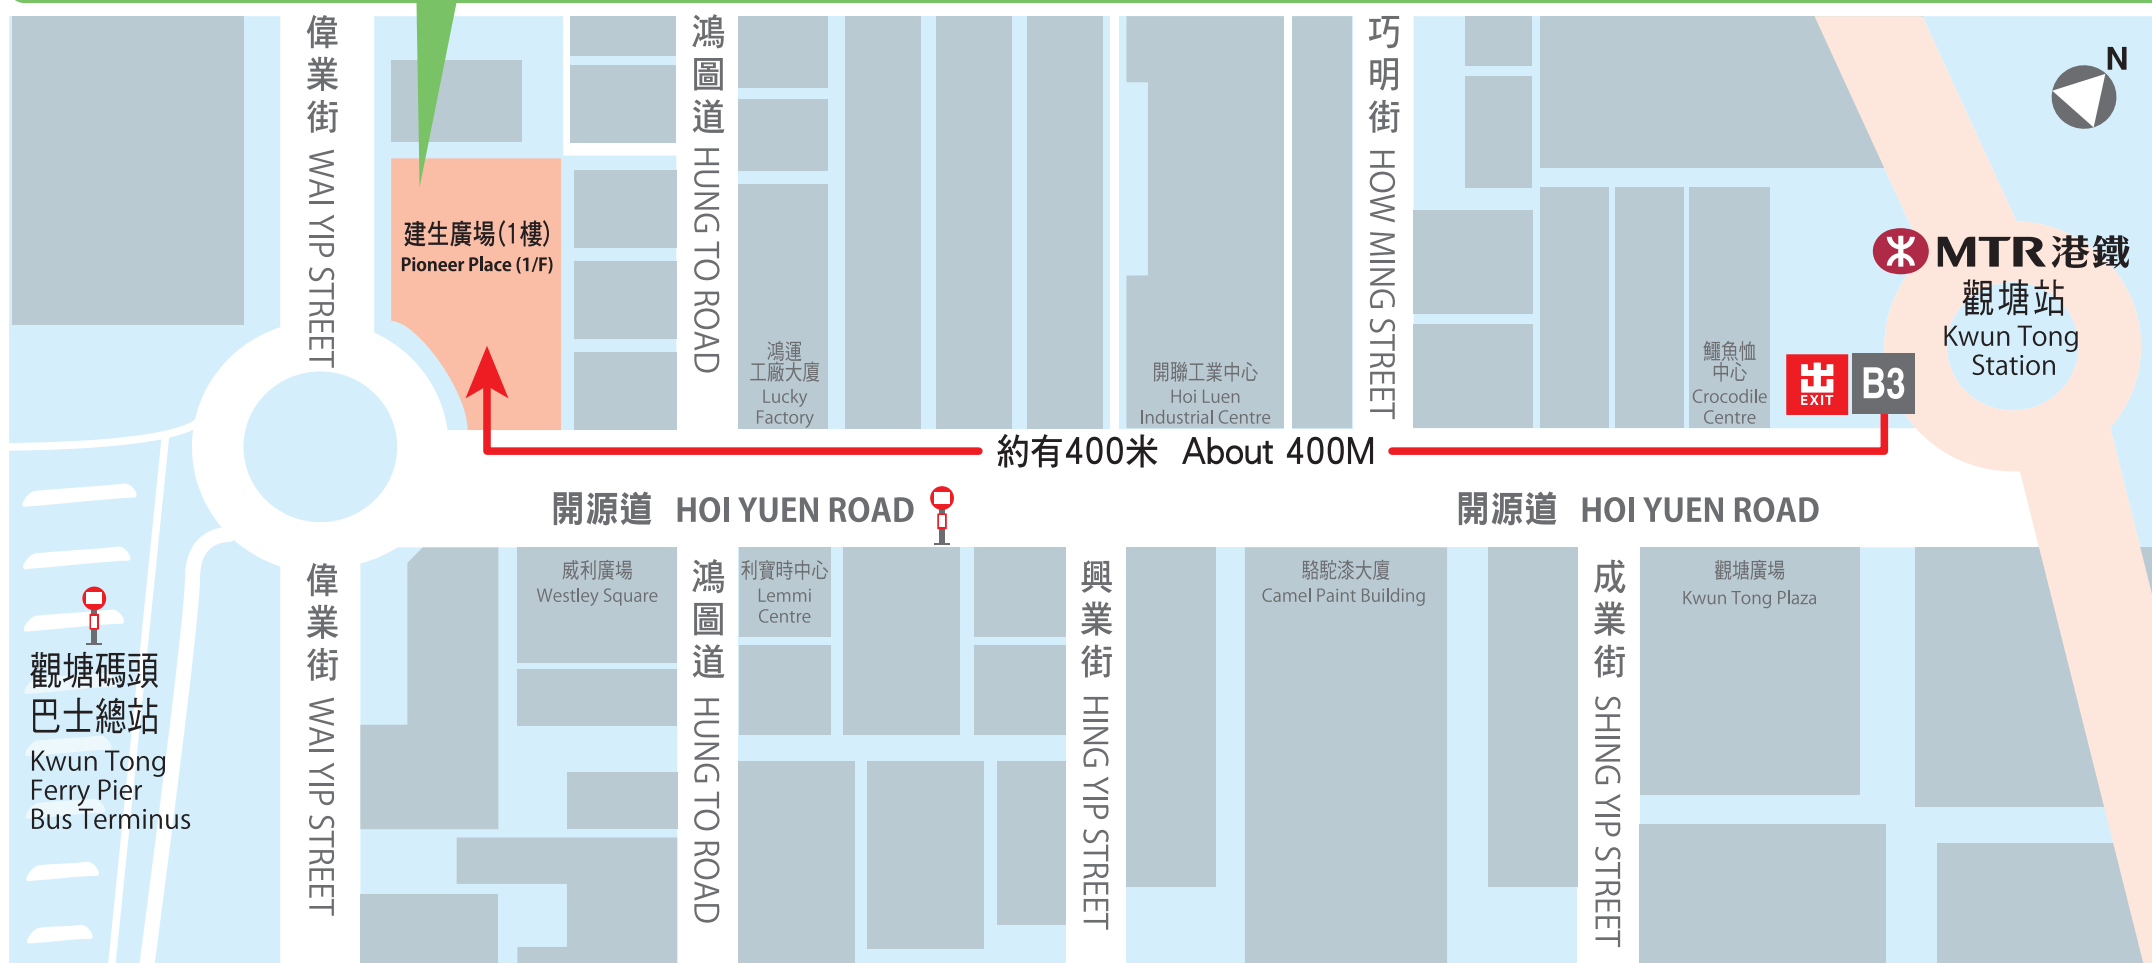 偉業街 WAI YIP STREET
鴻圖道 HUNG TO ROAD
巧明街 HOW MING STREET
N
建生廣場(1樓)
Pioneer Place (1/F)
MTR 港鐵
觀塘站
Kwun Tong
Station
鴻運
工廠大廈
Lucky
Factory
開聯工業中心
Hoi Luen
Industrial Centre
鱷魚恤
中心
Crocodile
Centre
出
EXIT
B3
約有400米 About 400M
開源道 HOI YUEN ROAD
開源道 HOI YUEN ROAD
偉業街 WAI YIP STREET
威利廣場
Westley Square
鴻圖道 HUNG TO ROAD
利寶時中心
Lemmi
Centre
興業街 HING YIP STREET
駱駝漆大廈
Camel Paint Building
成業街 SHING YIP STREET
觀塘廣場
Kwun Tong Plaza
觀塘碼頭
巴士總站
Kwun Tong
Ferry Pier
Bus Terminus